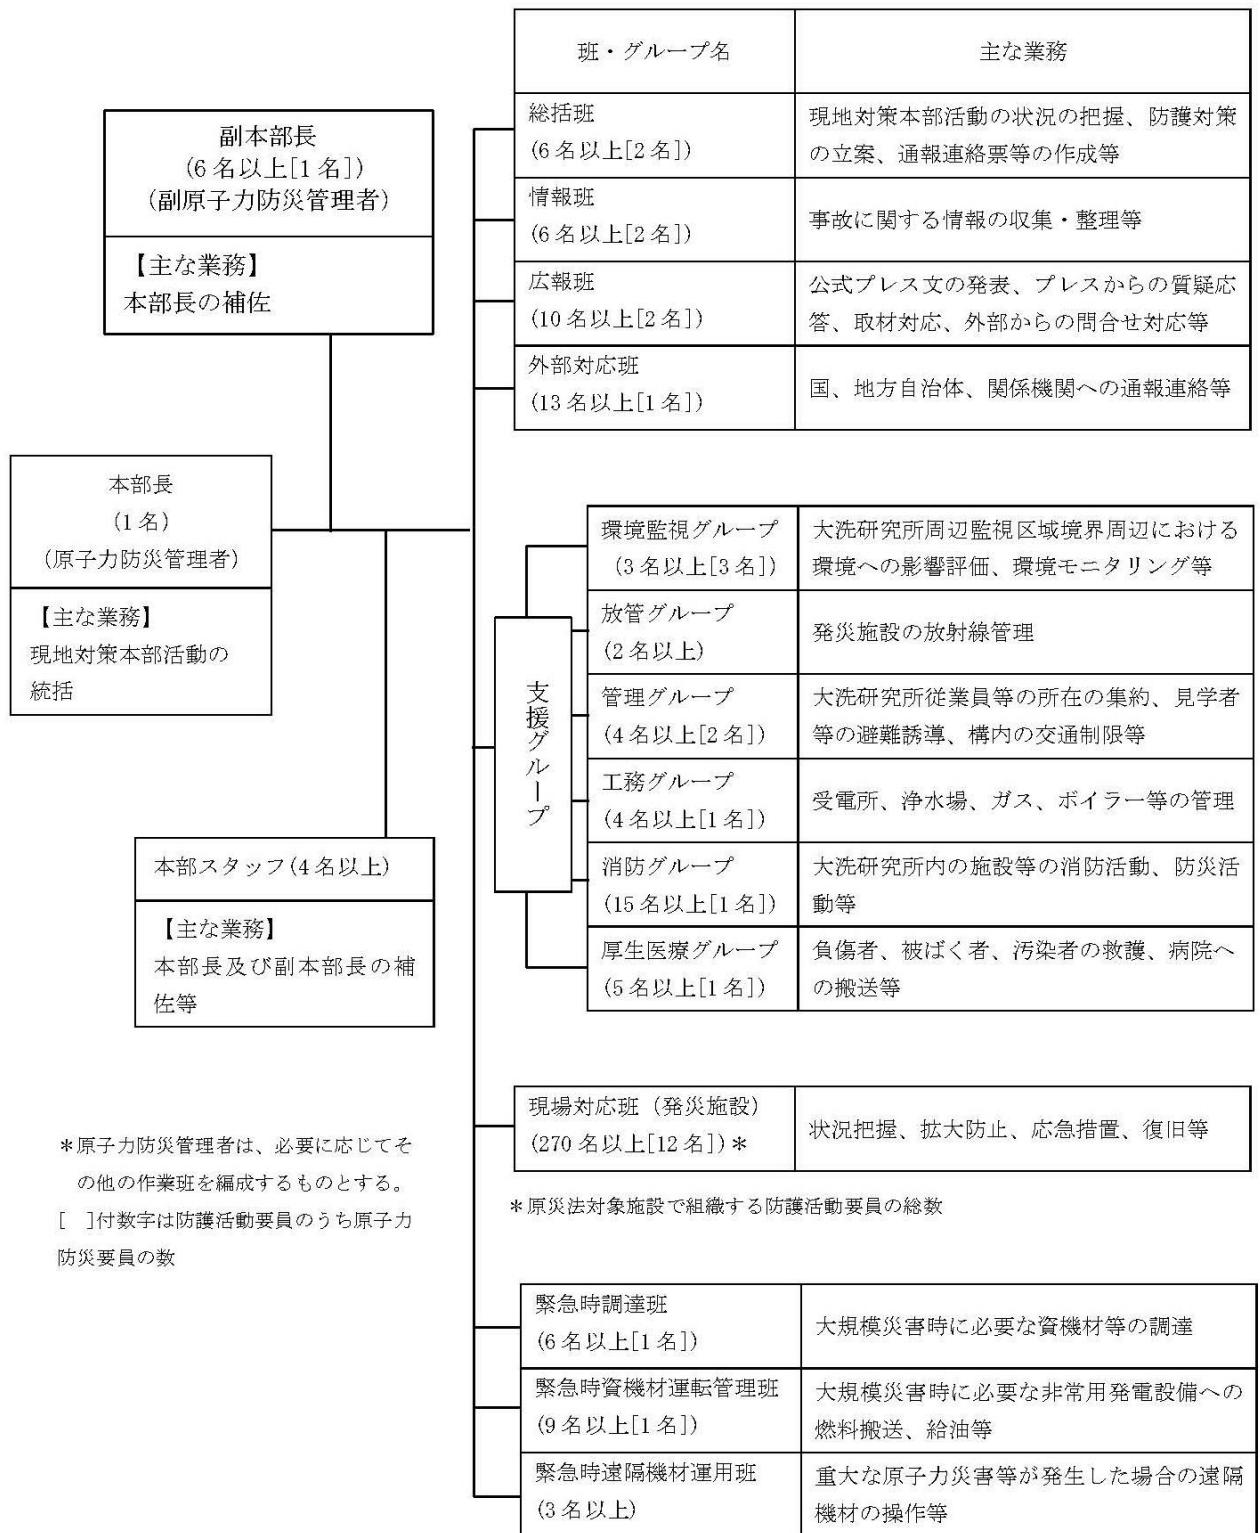 班・グループ名
主な業務
総括班
(6名以上[2名])
現地対策本部活動の状況の把握、防護対策
の立案、通報連絡票等の作成等
情報班
(6名以上[2名])
事故に関する情報の収集・整理等
広報班
(10名以上[2名])
公式プレス文の発表、プレスからの質疑応
答、取材対応、外部からの問合せ対応等
外部対応班
(13名以上[1名])
国、地方自治体、関係機関への通報連絡等
副本部長
(6名以上[1名])
(副原子力防災管理者)
【主な業務】
本部長の補佐
本部長
(1名)
(原子力防災管理者)
【主な業務】
現地対策本部活動の
統括
本部スタッフ(4名以上)
【主な業務】
本部長及び副本部長の補
佐等
支援グループ
環境監視グループ
(3名以上[3名])
大洗研究所周辺監視区域境界周辺における
環境への影響評価、環境モニタリング等
放管グループ
(2名以上)
発災施設の放射線管理
管理グループ
(4名以上[2名])
大洗研究所従業員等の所在の集約、見学者
等の避難誘導、構内の交通制限等
工務グループ
(4名以上[1名])
受電所、浄水場、ガス、ボイラー等の管理
消防グループ
(15名以上[1名])
大洗研究所内の施設等の消防活動、防災活
動等
厚生医療グループ
(5名以上[1名])
負傷者、被ばく者、汚染者の救護、病院へ
の搬送等
現場対応班（発災施設）
(270名以上[12名])＊
状況把握、拡大防止、応急措置、復旧等
＊原災法対象施設で組織する防護活動要員の総数
＊原子力防災管理者は、必要に応じてそ
の他の作業班を編成するものとする。
[　]付数字は防護活動要員のうち原子力
防災要員の数
緊急時調達班
(6名以上[1名])
大規模災害時に必要な資機材等の調達
緊急時資機材運転管理班
(9名以上[1名])
大規模災害時に必要な非常用発電設備への
燃料搬送、給油等
緊急時遠隔機材運用班
(3名以上)
重大な原子力災害等が発生した場合の遠隔
機材の操作等